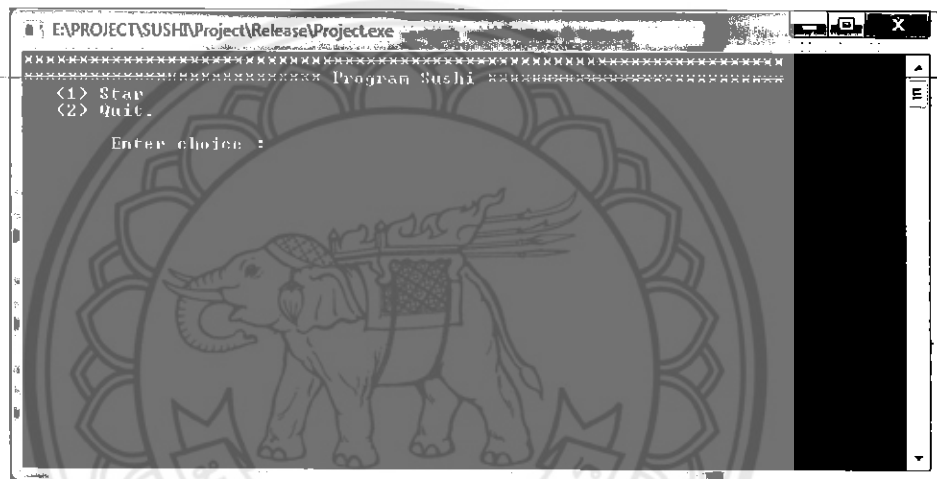 E:\PROJECT\SUSHI\Project\Release\Project.exe
************************ Program Sushi ************************
<1> Star
<2> Quit.
Enter choice :